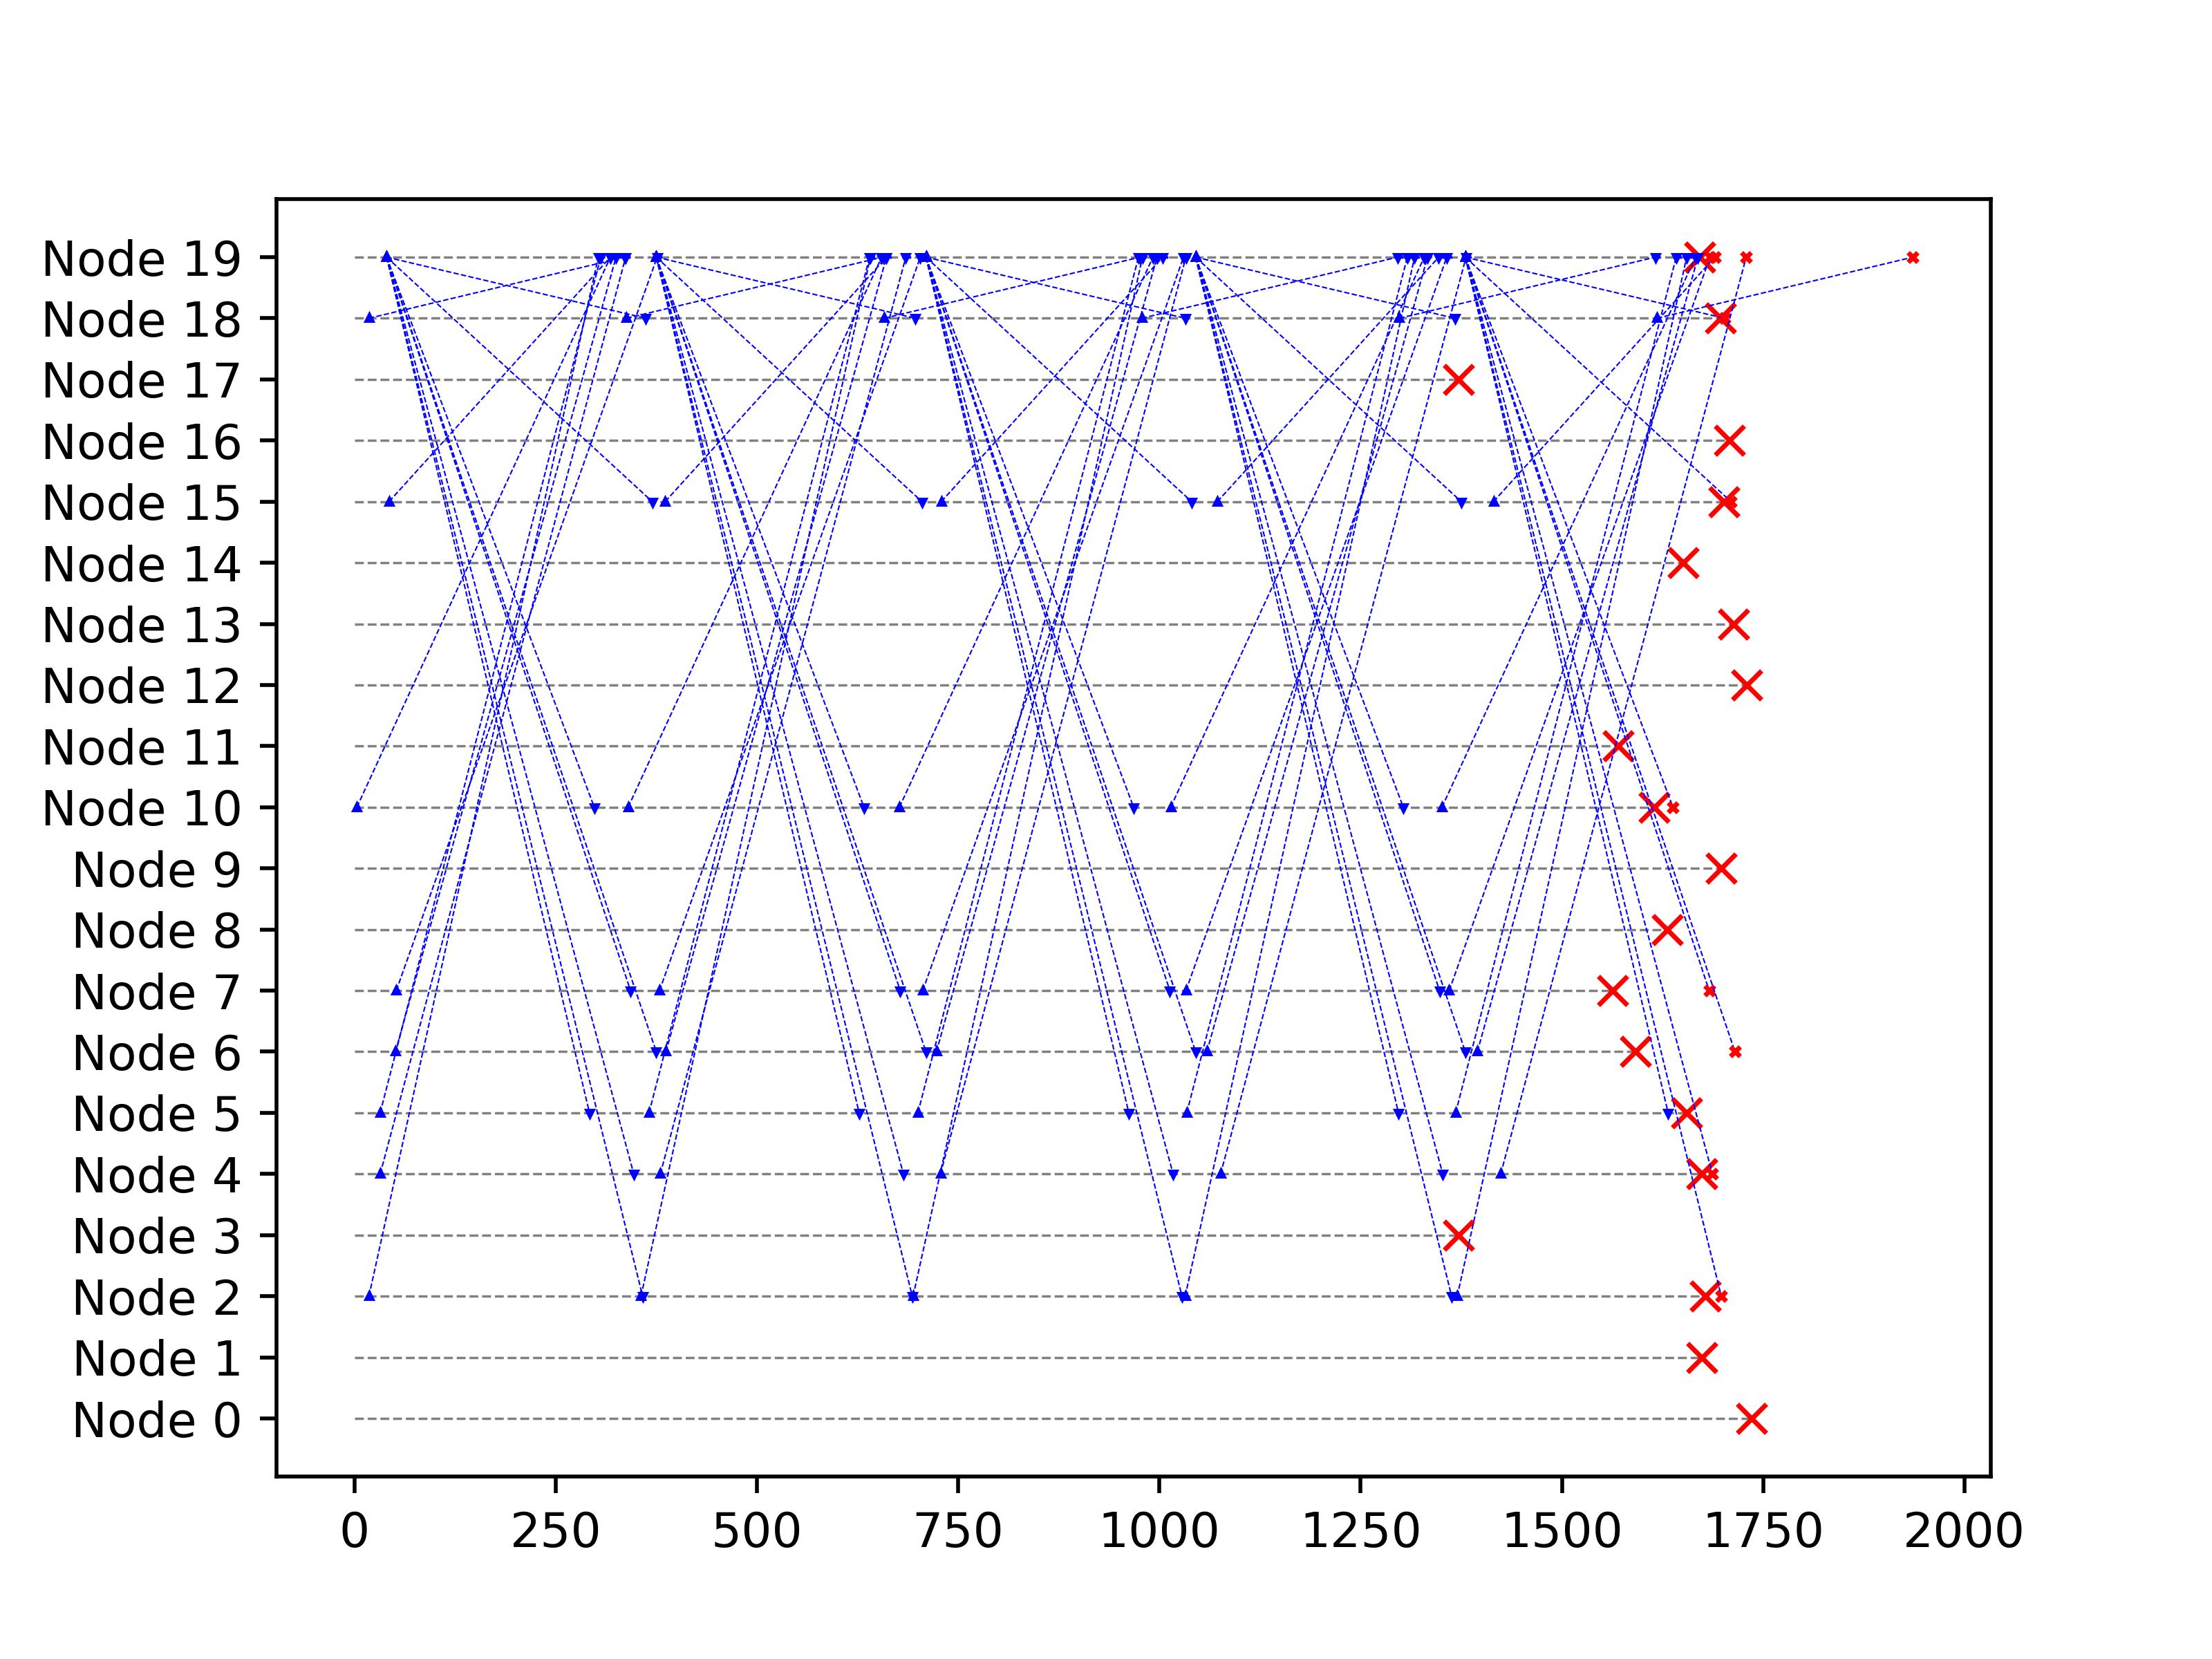 Node 19
Node 18
Node 17
Node 16
Node 15
Node 14
Node 13
Node 12
Node 11
Node 10
Node 9
Node 8
Node 7
Node 6
Node 5
Node 4
Node 3
Node 2
Node 1
Node 0
0 250 500 750 1000 1250 1500 1750 2000